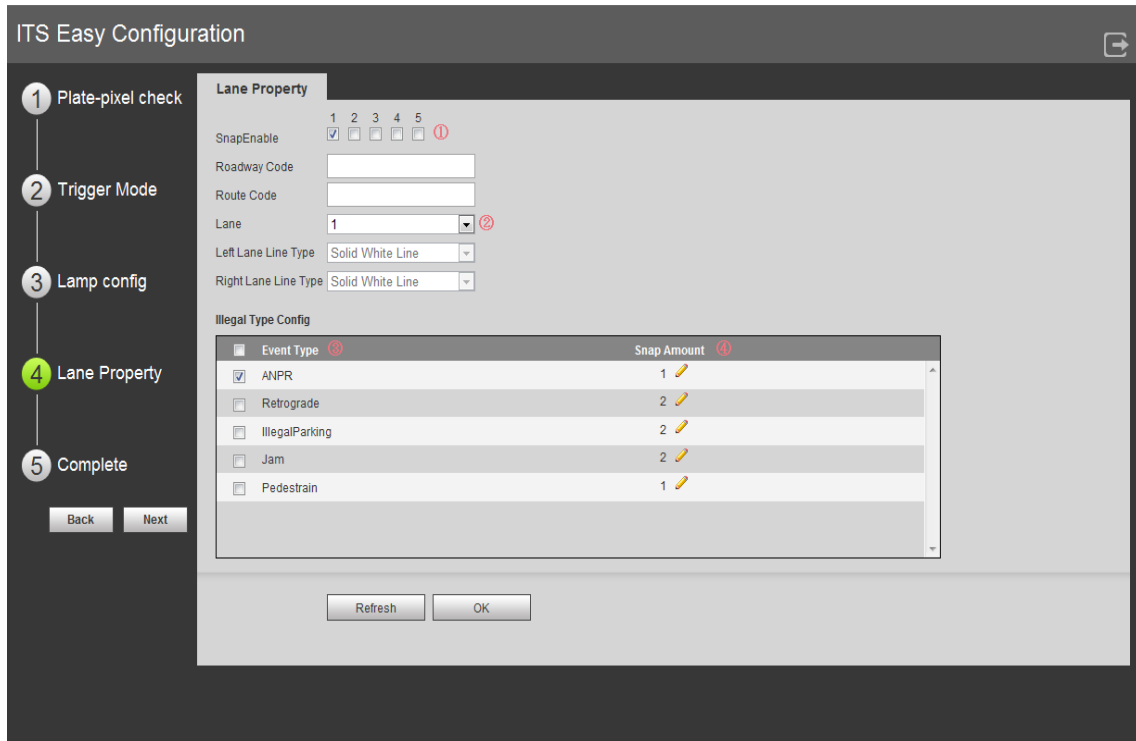 ITS Easy Configuration
1 Plate-pixel check
2 Trigger Mode
3 Lamp config
4 Lane Property
5 Complete
Back Next
Lane Property
1 2 3 4 5
SnapEnable ①
Roadway Code
Route Code
Lane 1 ②
Left Lane Line Type Solid White Line
Right Lane Line Type Solid White Line
Illegal Type Config
Event Type ③ Snap Amount ④
ANPR 1
Retrograde 2
IllegalParking 2
Jam 2
Pedestrain 1
Refresh OK